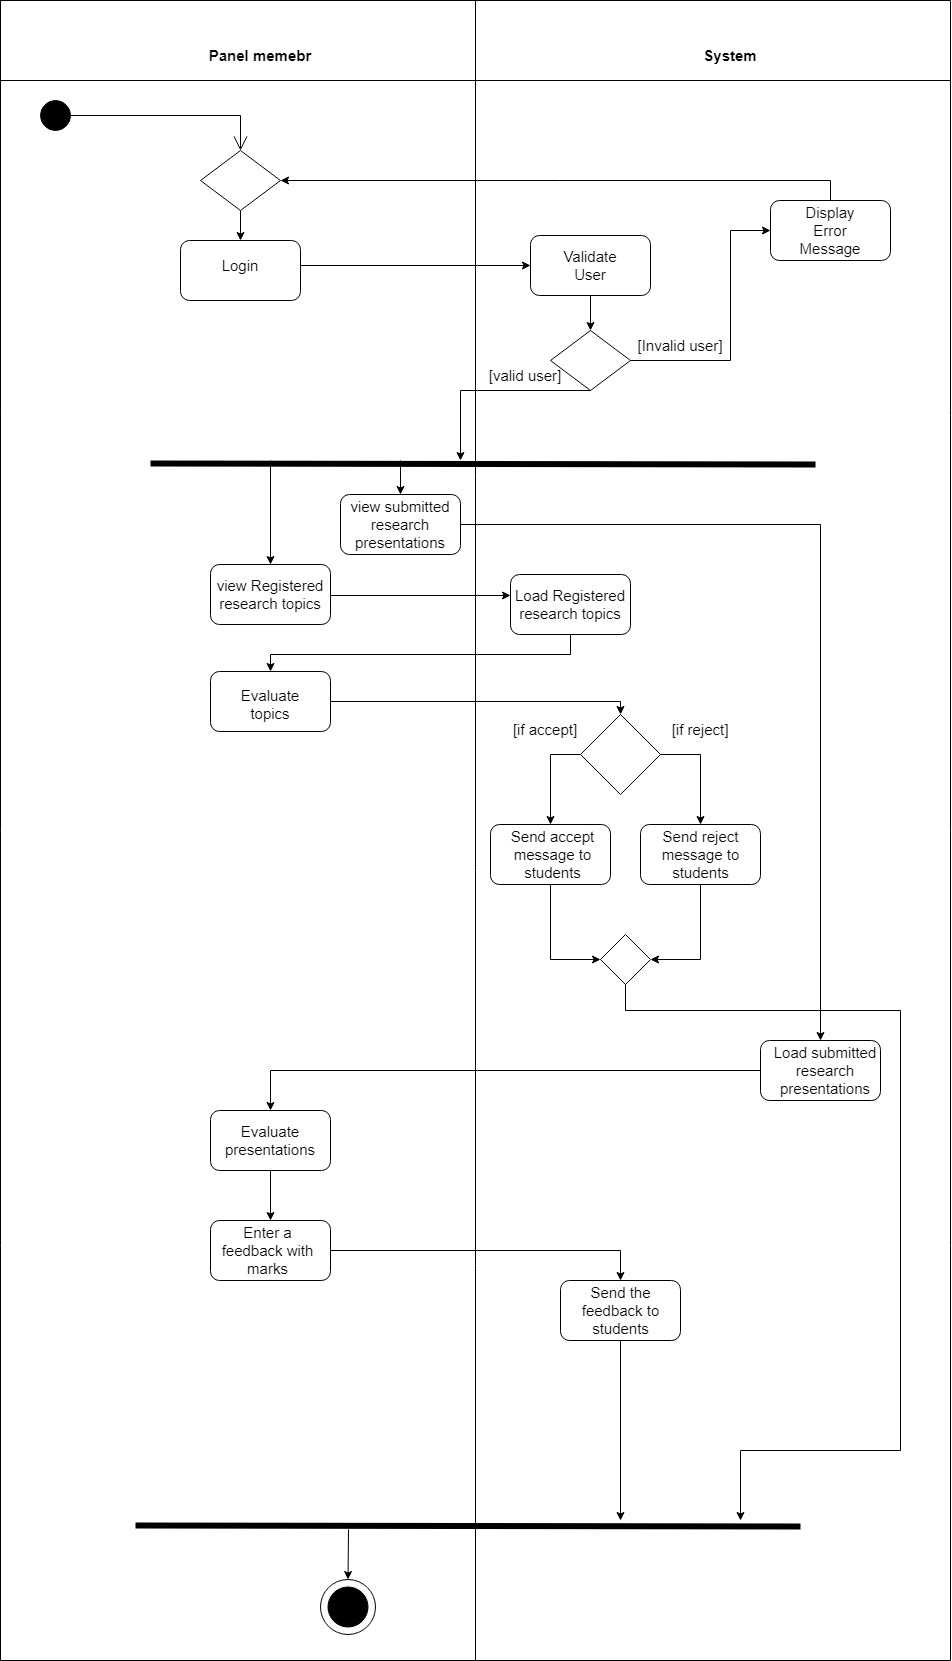 Panel memebr
System
Display
Error
Message
Login
Validate
User
[Invalid user]
[valid user]
view submitted
research
presentations
view Registered
research topics
Load Registered
research topics
Evaluate
topics
[if accept]
[if reject]
Send accept
message to
students
Send reject
message to
students
Load submitted
research
presentations
Evaluate
presentations
Enter a
feedback with
marks
Send the
feedback to
students